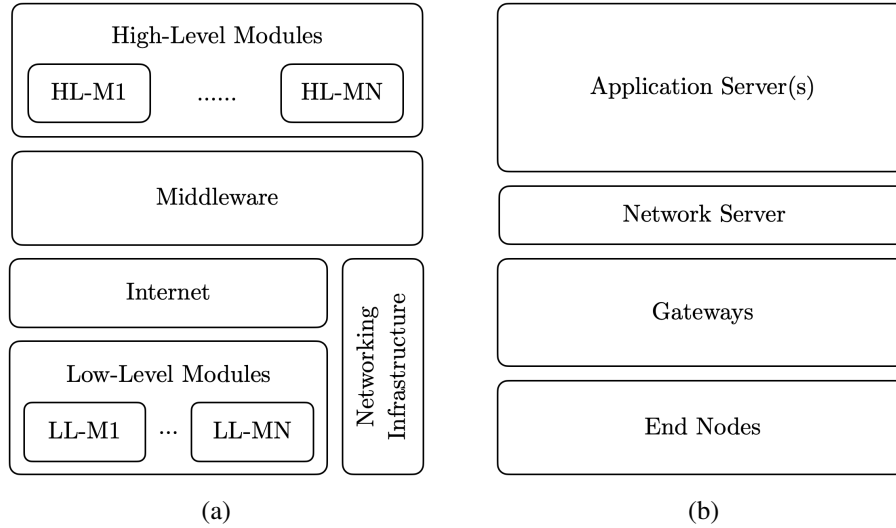 High-Level Modules
HL-M1 ...... HL-MN
Middleware
Internet
Networking
Infrastructure
Low-Level Modules
LL-M1 ... LL-MN
(a)
Application Server(s)
Network Server
Gateways
End Nodes
(b)